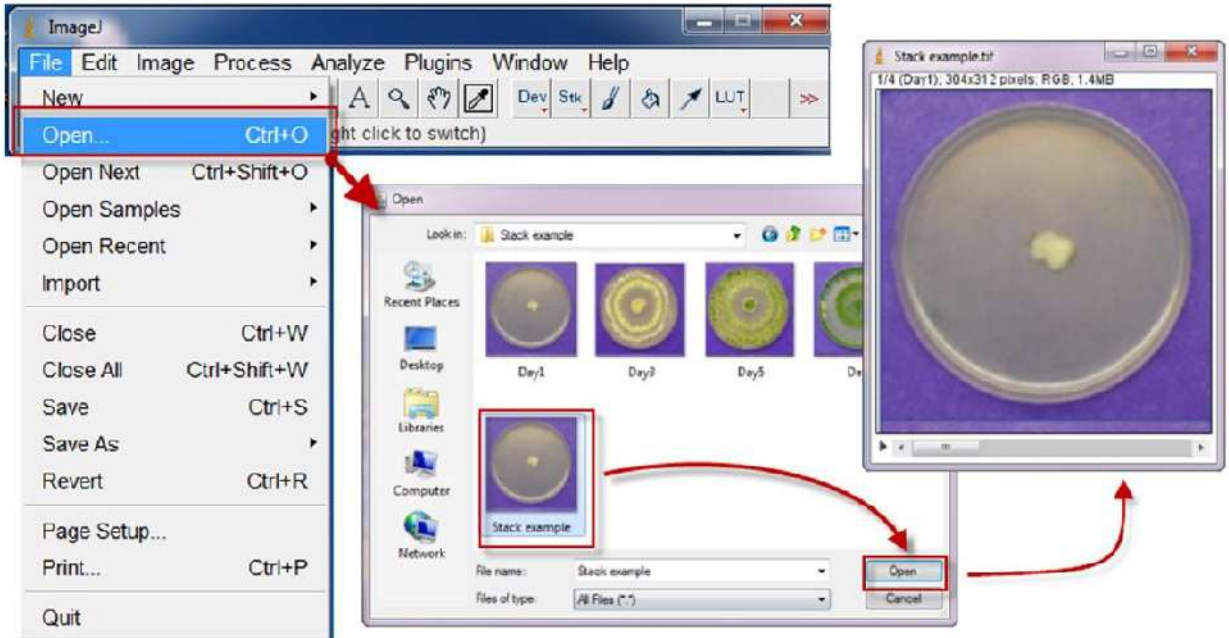 ImageJ
File Edit Image Process Analyze Plugins Window Help
A Dev Stk LUT >>
ght click to switch)
New
Open... Ctrl+O
Open Next Ctrl+Shift+O
Open Samples
Open Recent
Import
Close Ctrl+W
Close All Ctrl+Shift+W
Save Ctrl+S
Save As
Revert Ctrl+R
Page Setup...
Print... Ctrl+P
Quit
Open
Look in: Stack example
Recent Places
Desktop
Libraries
Computer
Network
Day1 Day3 Day5
Stack example
File name: Stack example
Files of type: All Files (*.*)
Open
Cancel
Stack example.tif
1/4 (Day1); 304x312 pixels; RGB; 1.4MB